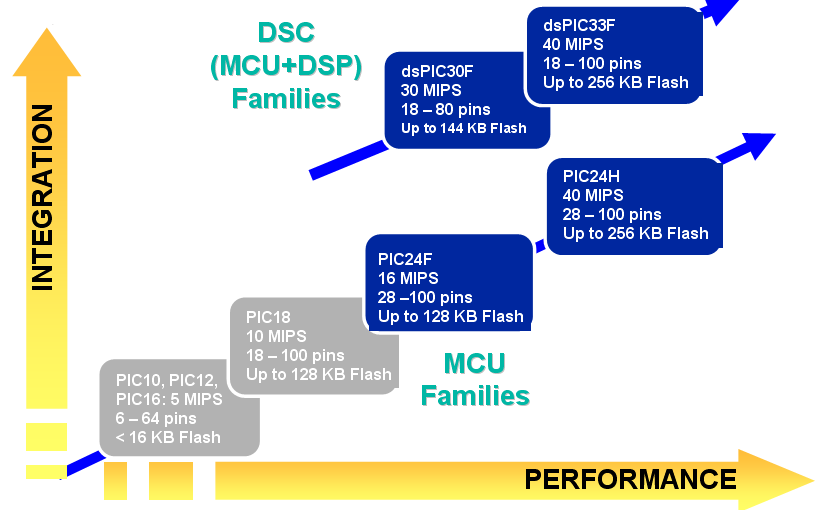 DSC
(MCU+DSP)
Families
dsPIC33F
40 MIPS
18 – 100 pins
Up to 256 KB Flash
dsPIC30F
30 MIPS
18 – 80 pins
Up to 144 KB Flash
INTEGRATION
PIC24H
40 MIPS
28 – 100 pins
Up to 256 KB Flash
PIC24F
16 MIPS
28 –100 pins
Up to 128 KB Flash
PIC18
10 MIPS
18 – 100 pins
Up to 128 KB Flash
MCU
Families
PIC10, PIC12,
PIC16: 5 MIPS
6 – 64 pins
< 16 KB Flash
PERFORMANCE